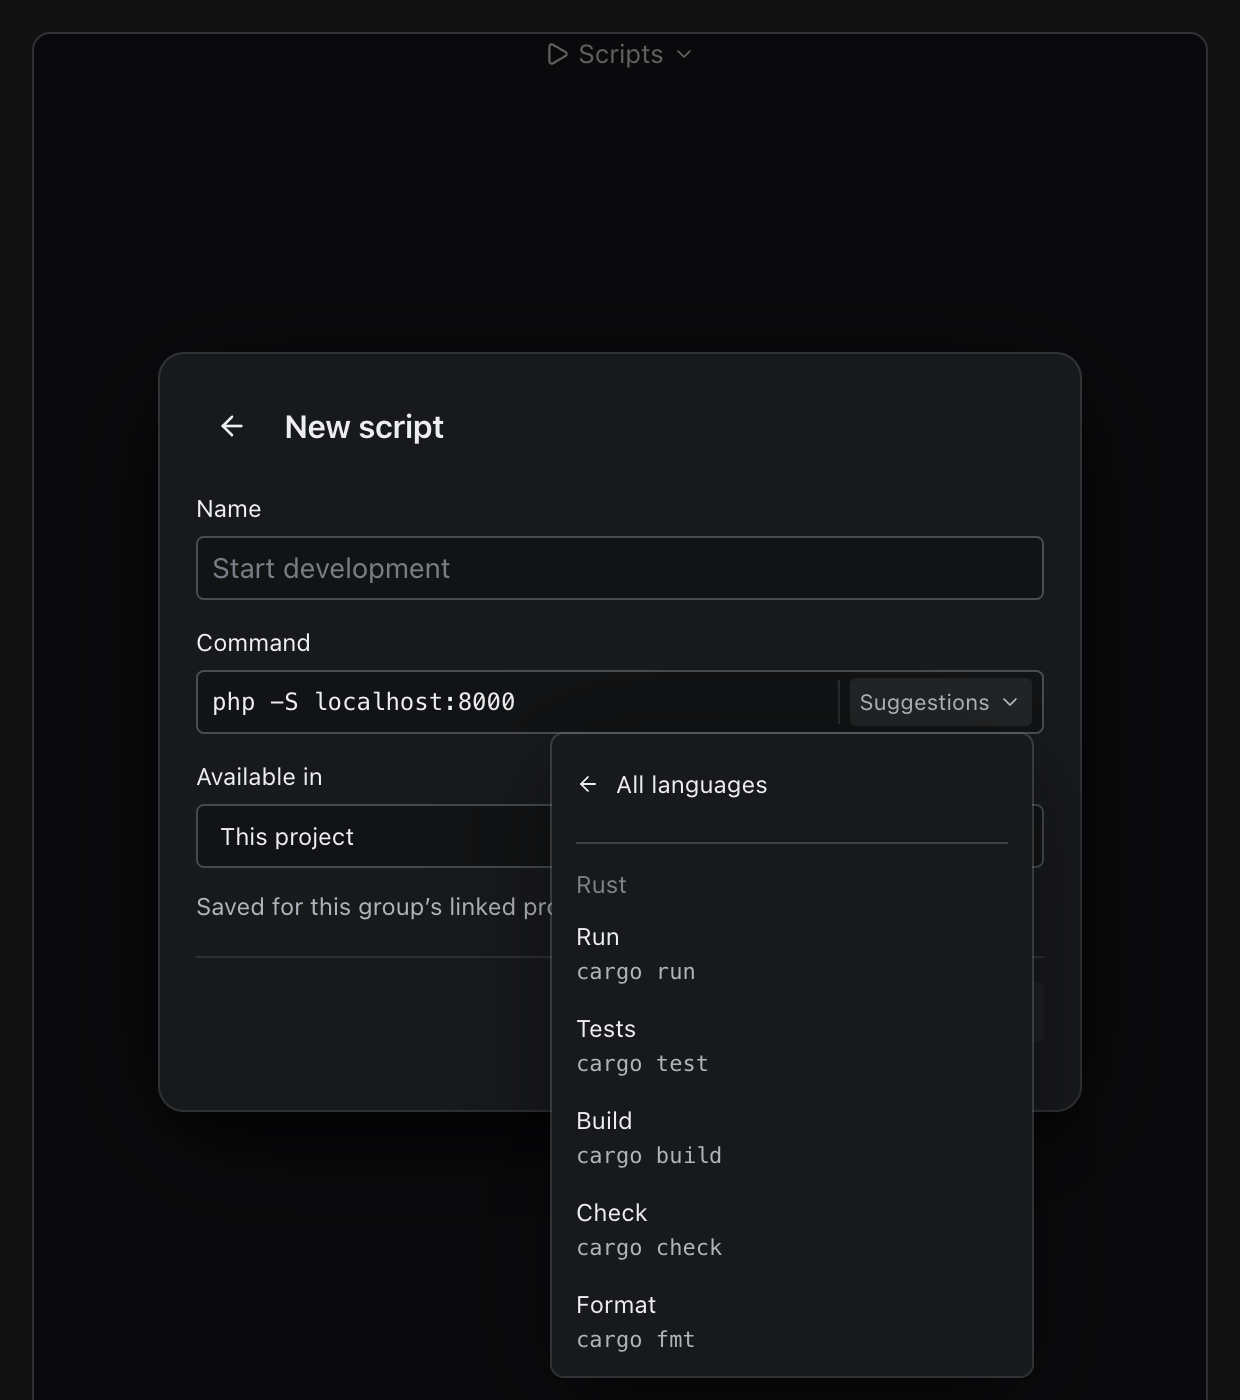 Scripts
New script
Name
Start development
Command
php -S localhost:8000
Suggestions
All languages
Available in
This project
Saved for this group’s linked
Rust
Run
cargo run
Tests
cargo test
Build
cargo build
Check
cargo check
Format
cargo fmt